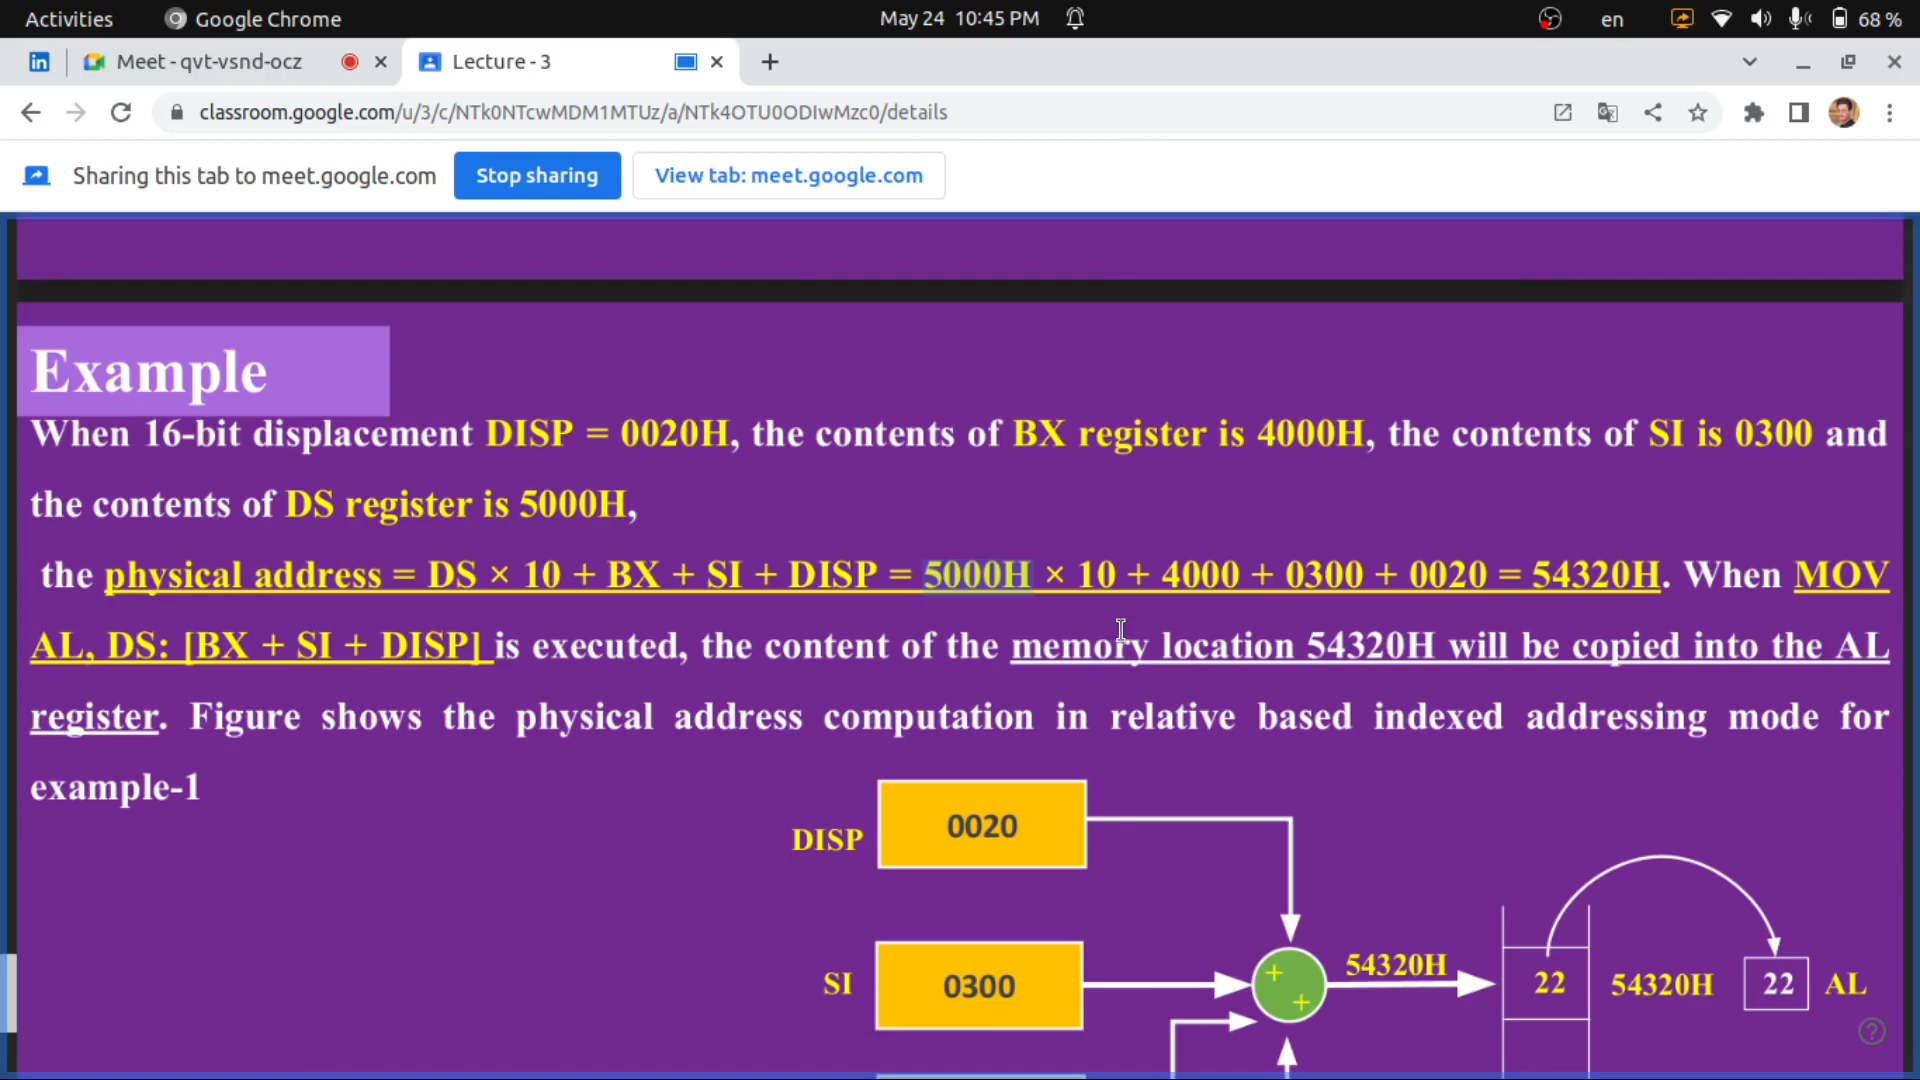 Activities Google Chrome May 24 10:45 PM en 68 %
Meet - qvt-vsnd-ocz Lecture - 3
classroom.google.com/u/3/c/NTk0NTcwMDM1MTUz/a/NTk4OTU0ODIwMzc0/details
Sharing this tab to meet.google.com Stop sharing View tab: meet.google.com
Example
When 16-bit displacement DISP = 0020H, the contents of BX register is 4000H, the contents of SI is 0300 and
the contents of DS register is 5000H,
the physical address = DS × 10 + BX + SI + DISP = 5000H × 10 + 4000 + 0300 + 0020 = 54320H. When MOV
AL, DS: [BX + SI + DISP] is executed, the content of the memory location 54320H will be copied into the AL
register. Figure shows the physical address computation in relative based indexed addressing mode for
example-1
DISP 0020
SI 0300 + + 54320H 22 54320H 22 AL